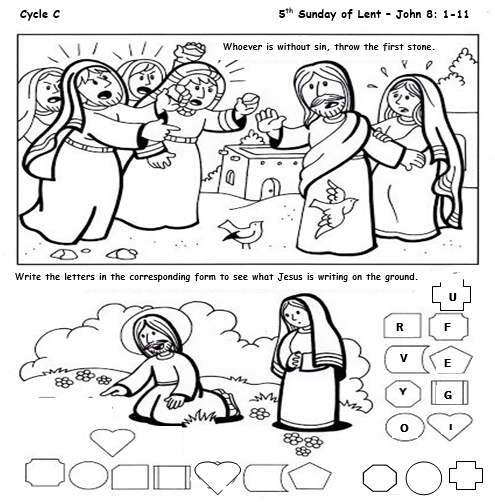 Cycle C
5th Sunday of Lent – John 8: 1-11
Whoever is without sin, throw the first stone.
Write the letters in the corresponding form to see what Jesus is writing on the ground.
U
R F
V E
Y G
O I